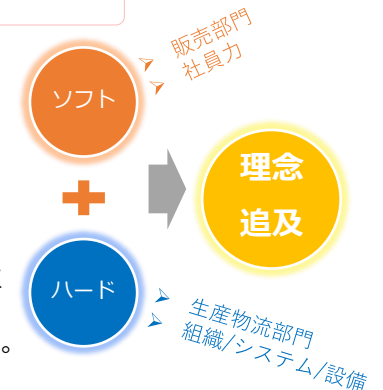 販売部門
社員力
ソフト
理念
追及
ハード
生産物流部門
組織/システム/設備
。